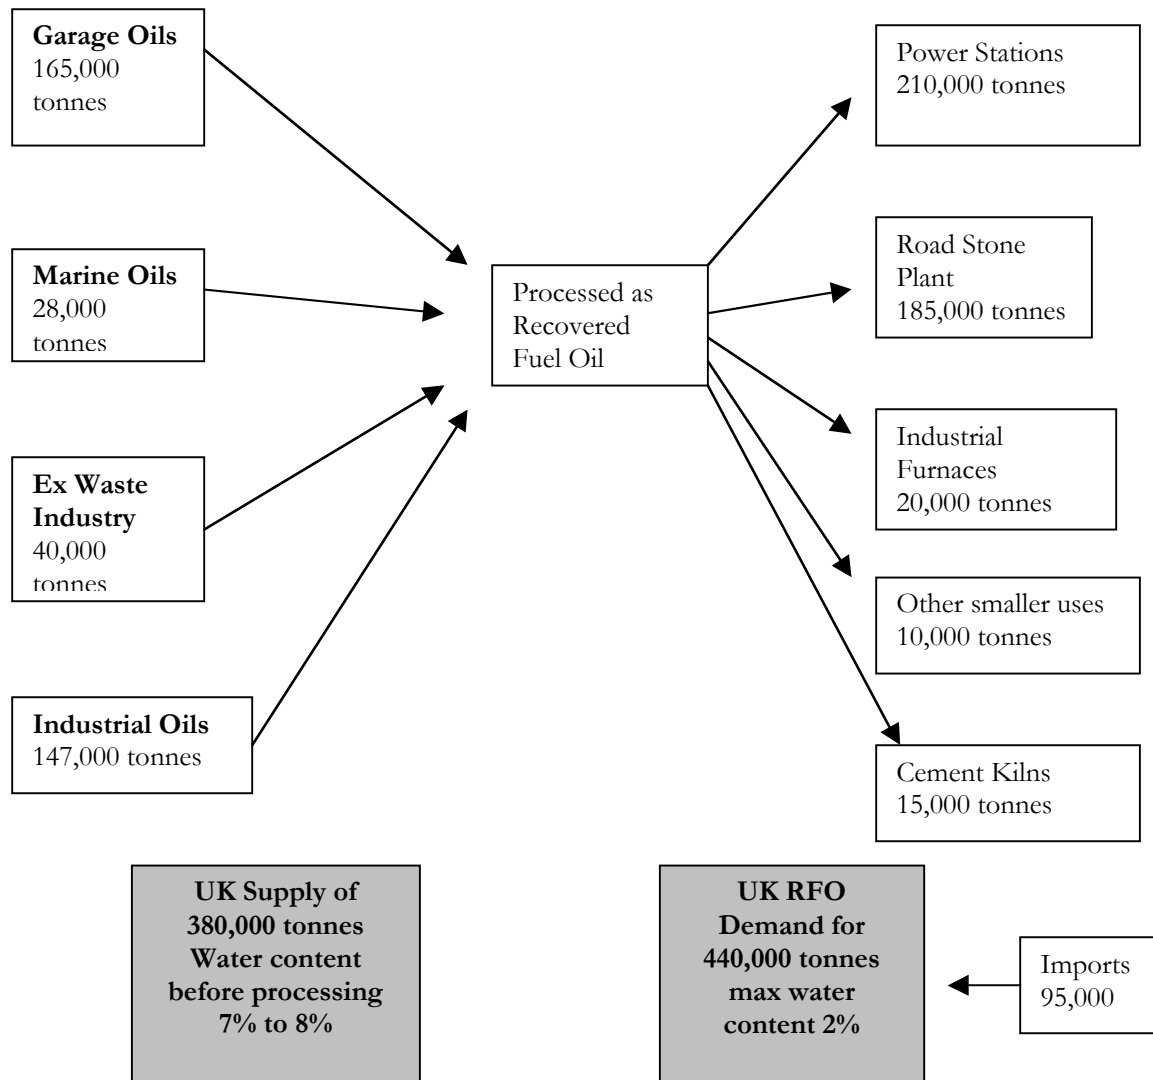 Garage Oils
165,000
tonnes
Marine Oils
28,000
tonnes
Ex Waste
Industry
40,000
tonnes
Industrial Oils
147,000 tonnes
Processed as
Recovered
Fuel Oil
Power Stations
210,000 tonnes
Road Stone
Plant
185,000 tonnes
Industrial
Furnaces
20,000 tonnes
Other smaller uses
10,000 tonnes
Cement Kilns
15,000 tonnes
UK Supply of
380,000 tonnes
Water content
before processing
7% to 8%
UK RFO
Demand for
440,000 tonnes
max water
content 2%
Imports
95,000